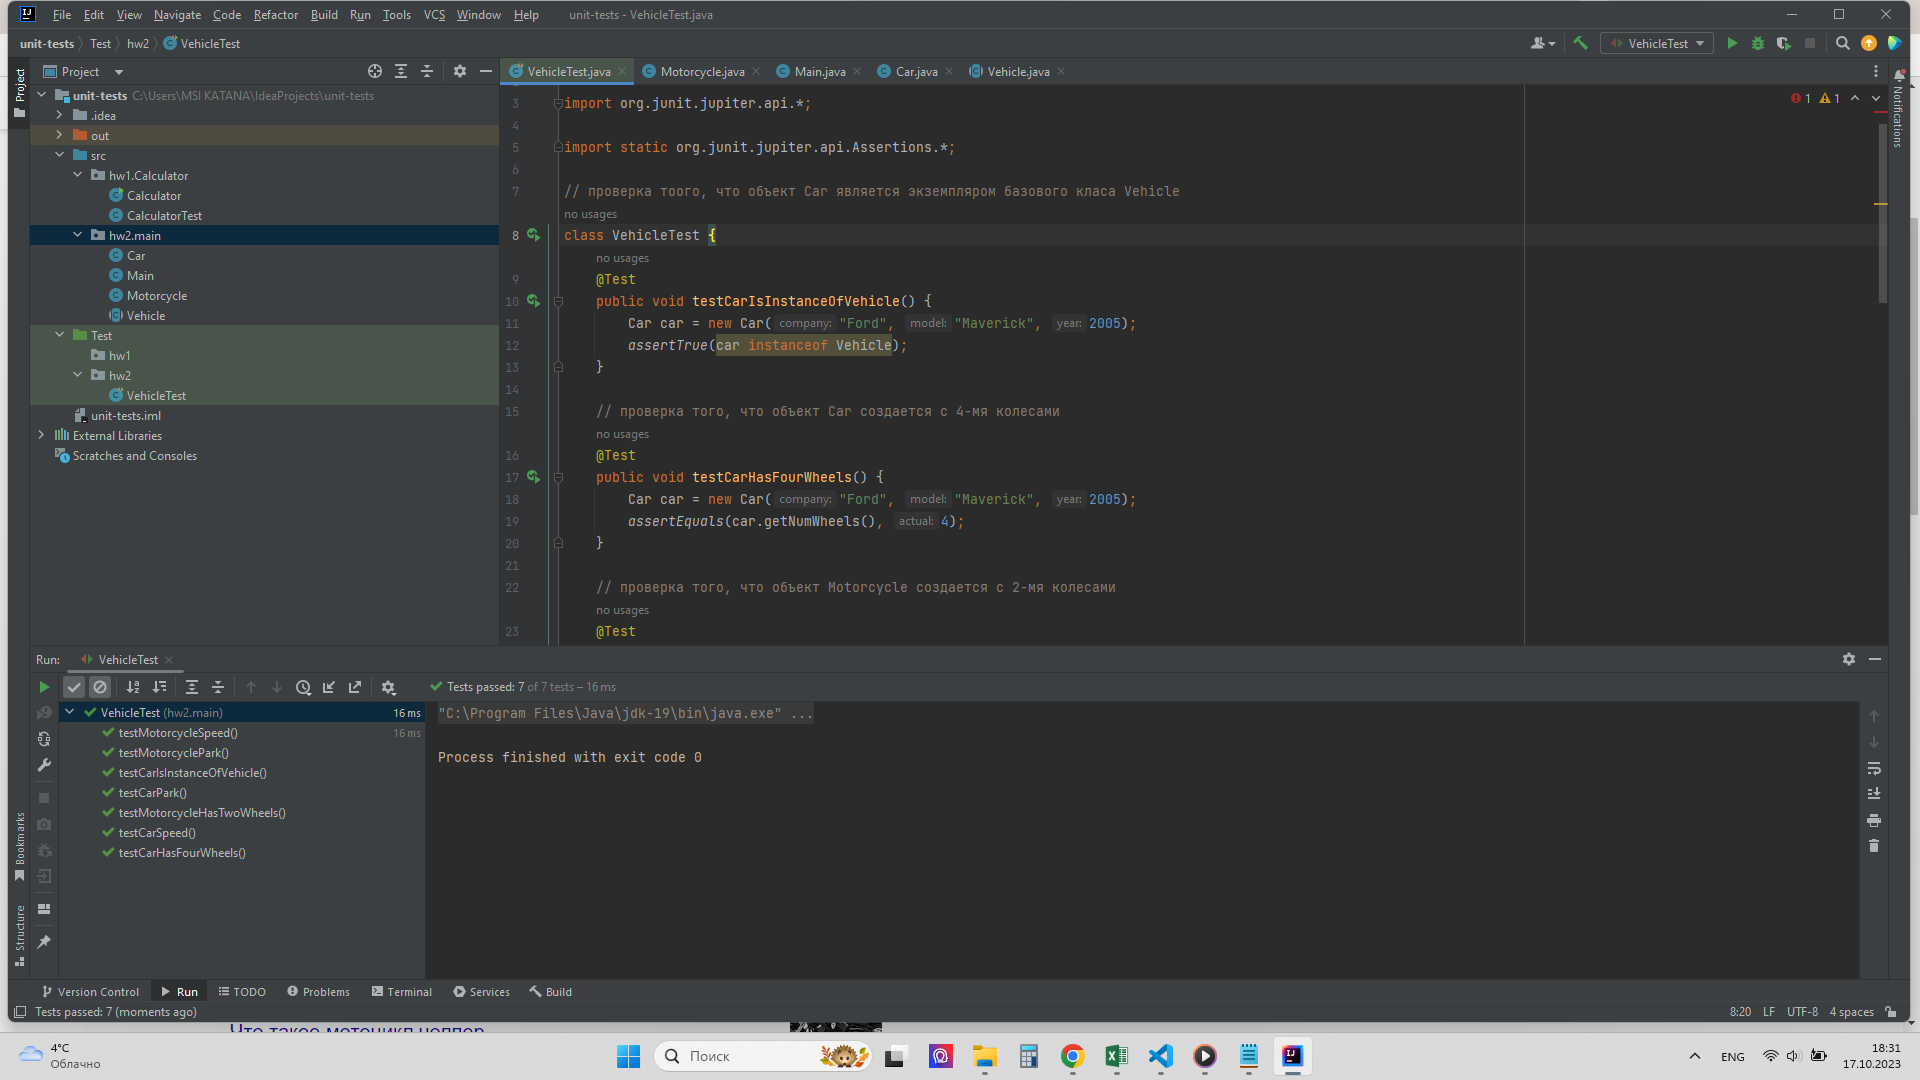 File Edit View Navigate Code Refactor Build Run Tools VCS Window Help unit-tests - VehicleTest.java
unit-tests Test hw2 VehicleTest
VehicleTest
Project
VehicleTest.java Motorcycle.java Main.java Car.java Vehicle.java
Project
Notifications
unit-tests C:\Users\MSI KATANA\IdeaProjects\unit-tests
.idea
out
src
hw1.Calculator
Calculator
CalculatorTest
hw2.main
Car
Main
Motorcycle
Vehicle
Test
hw1
hw2
VehicleTest
unit-tests.iml
External Libraries
Scratches and Consoles
1 1
3 import org.junit.jupiter.api.*;
4
5 import static org.junit.jupiter.api.Assertions.*;
6
7 // проверка тоого, что объект Car является экземпляром базового класа Vehicle
no usages
8 class VehicleTest {
no usages
9 @Test
10 public void testCarIsInstanceOfVehicle() {
11 Car car = new Car( company: "Ford", model: "Maverick", year: 2005);
12 assertTrue(car instanceof Vehicle);
13 }
14
15 // проверка того, что объект Car создается с 4-мя колесами
no usages
16 @Test
17 public void testCarHasFourWheels() {
18 Car car = new Car( company: "Ford", model: "Maverick", year: 2005);
19 assertEquals(car.getNumWheels(), actual: 4);
20 }
21
22 // проверка того, что объект Motorcycle создается с 2-мя колесами
no usages
23 @Test
Run: VehicleTest
Tests passed: 7 of 7 tests – 16 ms
VehicleTest (hw2.main) 16 ms
testMotorcycleSpeed() 16 ms
testMotorcyclePark()
testCarIsInstanceOfVehicle()
testCarPark()
testMotorcycleHasTwoWheels()
testCarSpeed()
testCarHasFourWheels()
"C:\Program Files\Java\jdk-19\bin\java.exe" ...
Process finished with exit code 0
Bookmarks
Structure
Version Control Run TODO Problems Terminal Services Build
Tests passed: 7 (moments ago)
8:20 LF UTF-8 4 spaces
Что такое мотоцикл чоппер
4°C
Облачно
Поиск
ENG
18:31
17.10.2023